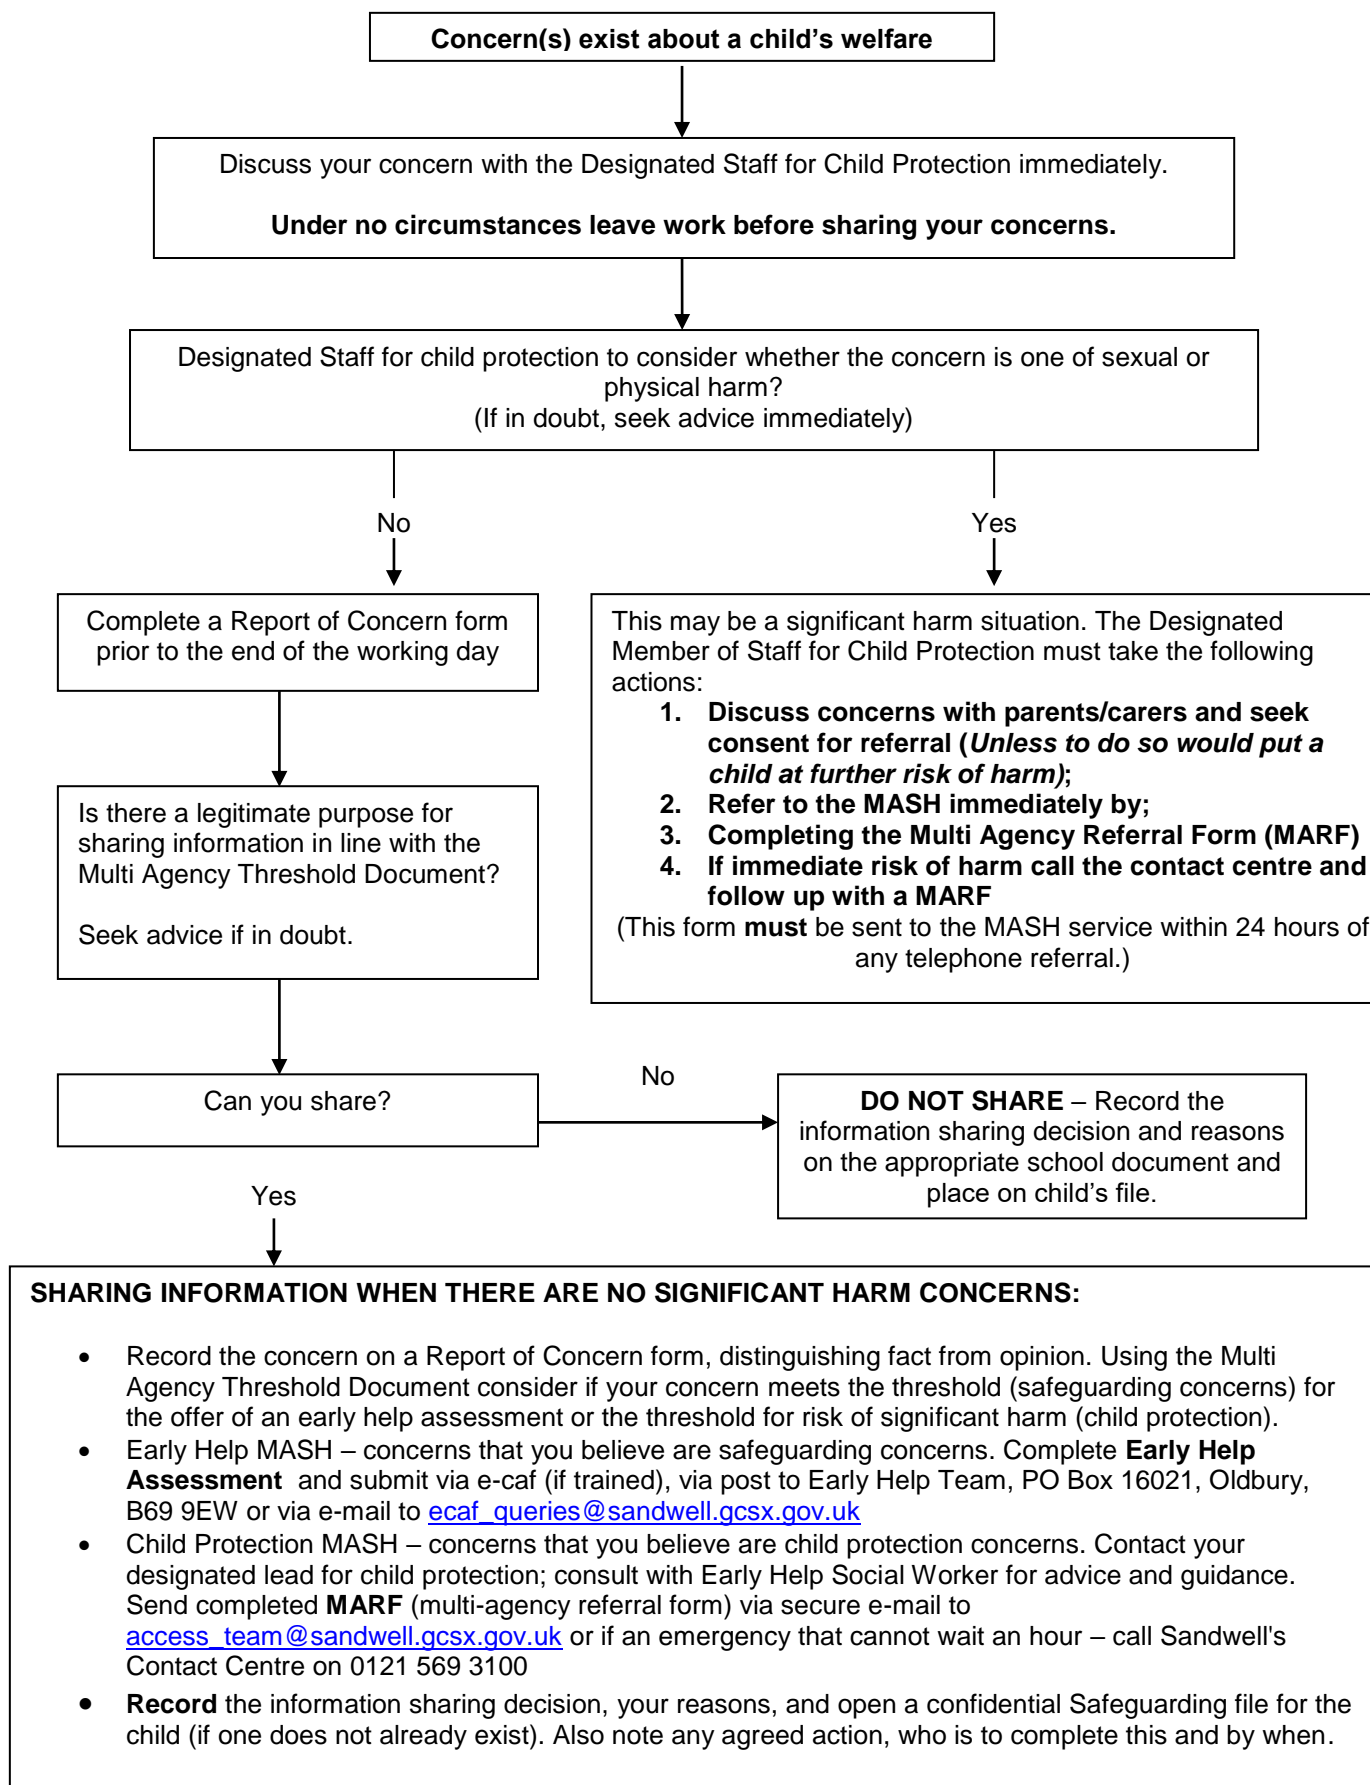 Concern(s) exist about a child's welfare
Discuss your concern with the Designated Staff for Child Protection immediately.
Under no circumstances leave work before sharing your concerns.
Designated Staff for child protection to consider whether the concern is one of sexual or
physical harm?
(If in doubt, seek advice immediately)
No
Yes
Complete a Report of Concern form
prior to the end of the working day
This may be a significant harm situation. The Designated
Member of Staff for Child Protection must take the following
actions:
1. Discuss concerns with parents/carers and seek
consent for referral (Unless to do so would put a
child at further risk of harm);
2. Refer to the MASH immediately by;
3. Completing the Multi Agency Referral Form (MARF)
4. If immediate risk of harm call the contact centre and
follow up with a MARF
(This form must be sent to the MASH service within 24 hours of
any telephone referral.)
Is there a legitimate purpose for
sharing information in line with the
Multi Agency Threshold Document?
Seek advice if in doubt.
Can you share?
No
DO NOT SHARE – Record the
information sharing decision and reasons
on the appropriate school document and
place on child's file.
Yes
SHARING INFORMATION WHEN THERE ARE NO SIGNIFICANT HARM CONCERNS:
• Record the concern on a Report of Concern form, distinguishing fact from opinion. Using the Multi
Agency Threshold Document consider if your concern meets the threshold (safeguarding concerns) for
the offer of an early help assessment or the threshold for risk of significant harm (child protection).
• Early Help MASH – concerns that you believe are safeguarding concerns. Complete Early Help
Assessment and submit via e-caf (if trained), via post to Early Help Team, PO Box 16021, Oldbury,
B69 9EW or via e-mail to ecaf_queries@sandwell.gcsx.gov.uk
• Child Protection MASH – concerns that you believe are child protection concerns. Contact your
designated lead for child protection; consult with Early Help Social Worker for advice and guidance.
Send completed MARF (multi-agency referral form) via secure e-mail to
access_team@sandwell.gcsx.gov.uk or if an emergency that cannot wait an hour – call Sandwell's
Contact Centre on 0121 569 3100
• Record the information sharing decision, your reasons, and open a confidential Safeguarding file for the
child (if one does not already exist). Also note any agreed action, who is to complete this and by when.